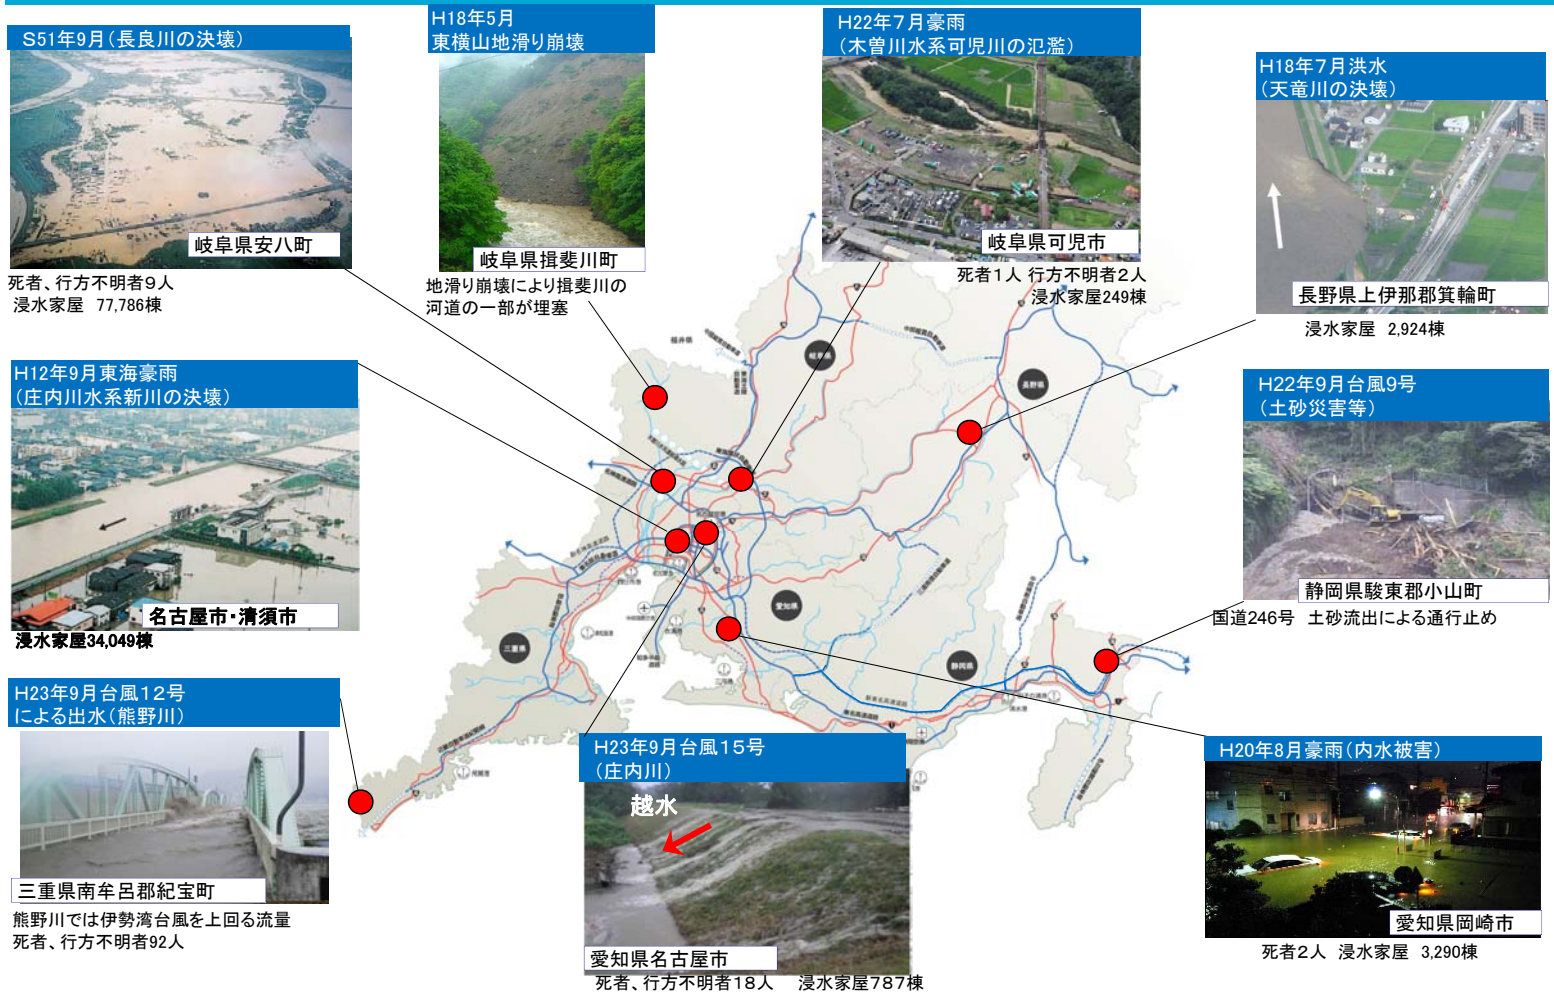 S51年9月(長良川の決壊)
岐阜県安八町
死者、行方不明者9人
浸水家屋 77,786棟
H18年5月
東横山地滑り崩壊
岐阜県揖斐川町
地滑り崩壊により揖斐川の
河道の一部が埋塞
H22年7月豪雨
(木曽川水系可児川の氾濫)
岐阜県可児市
死者1人 行方不明者2人
浸水家屋249棟
H18年7月洪水
(天竜川の決壊)
長野県上伊那郡箕輪町
浸水家屋 2,924棟
H12年9月東海豪雨
(庄内川水系新川の決壊)
名古屋市・清須市
浸水家屋34,049棟
H22年9月台風9号
(土砂災害等)
静岡県駿東郡小山町
国道246号 土砂流出による通行止め
福井県
岐阜県
長野県
愛知県
三重県
静岡県
H23年9月台風12号
による出水(熊野川)
三重県南牟呂郡紀宝町
熊野川では伊勢湾台風を上回る流量
死者、行方不明者92人
H23年9月台風15号
(庄内川)
越水
愛知県名古屋市
死者、行方不明者18人 浸水家屋787棟
H20年8月豪雨(内水被害)
愛知県岡崎市
死者2人 浸水家屋 3,290棟